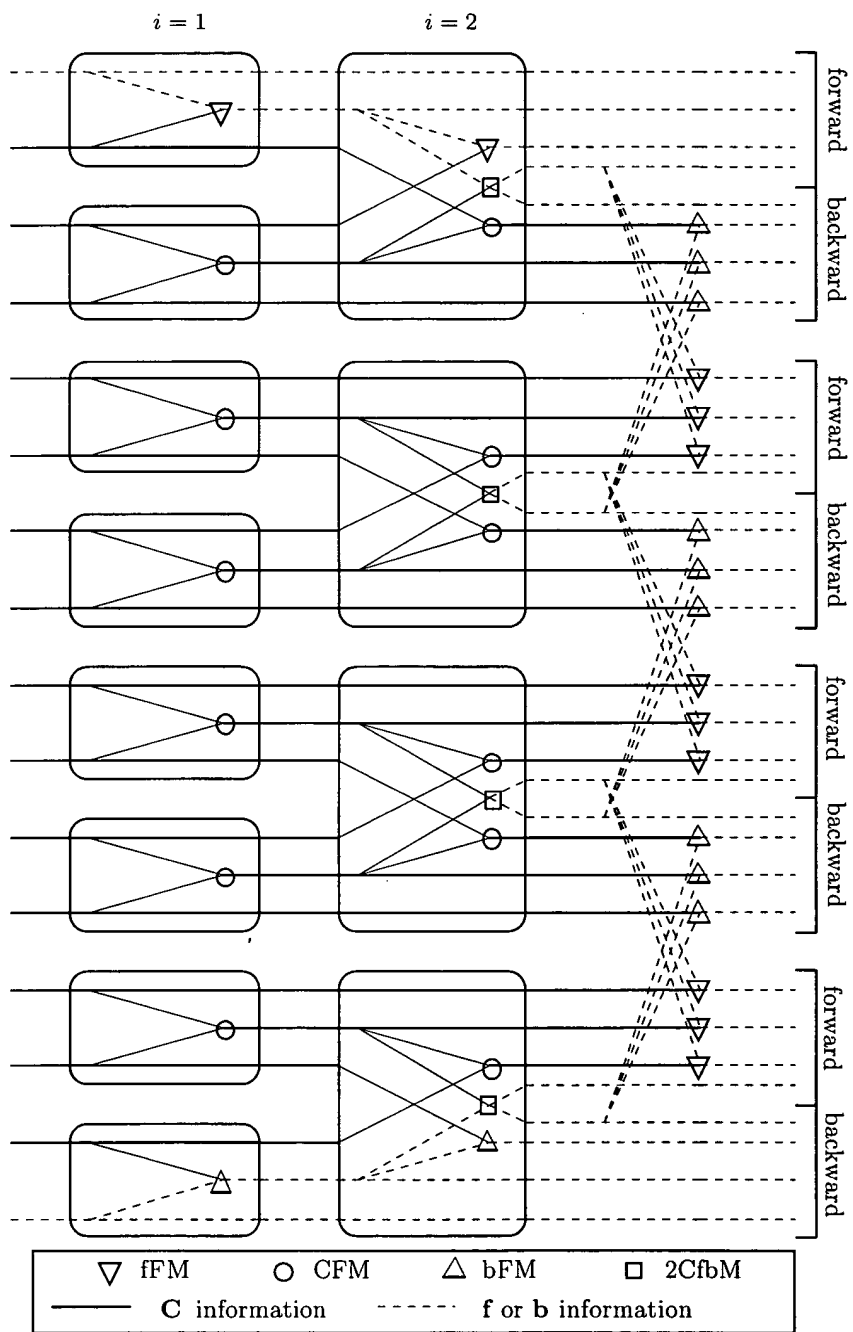 i = 1 i = 2
forward
backward
forward
backward
forward
backward
forward
backward
fFM CFM bFM 2CfbM
C information f or b information